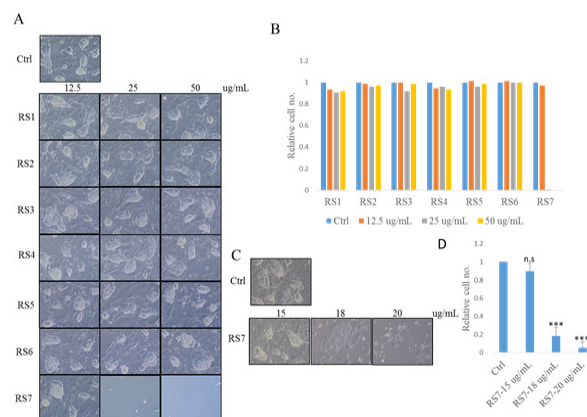 A
Ctrl
12.5 25 50 ug/mL
RS1
RS2
RS3
RS4
RS5
RS6
RS7
B
Relative cell no.
1.2
1
0.8
0.6
0.4
0.2
0
RS1 RS2 RS3 RS4 RS5 RS6 RS7
Ctrl 12.5 ug/mL 25 ug/mL 50 ug/mL
C
Ctrl
15 18 20 ug/mL
RS7
D
Relative cell no.
1.2
1
0.8
0.6
0.4
0.2
0
n.s
***
***
Ctrl
RS7-15 ug/mL
RS7-18 ug/mL
RS7-20 ug/mL